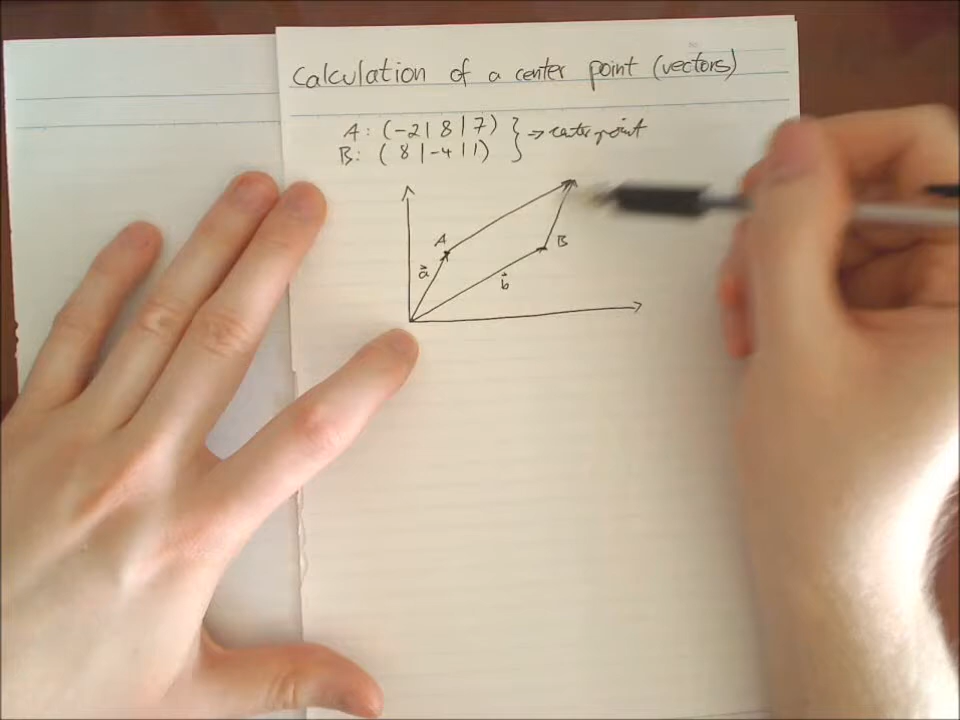 Calculation of a center point (vectors)
A: (-2 | 8 | 7) } → center point
B: ( 8 | -4 | 1)
A
B
a⃗
b⃗